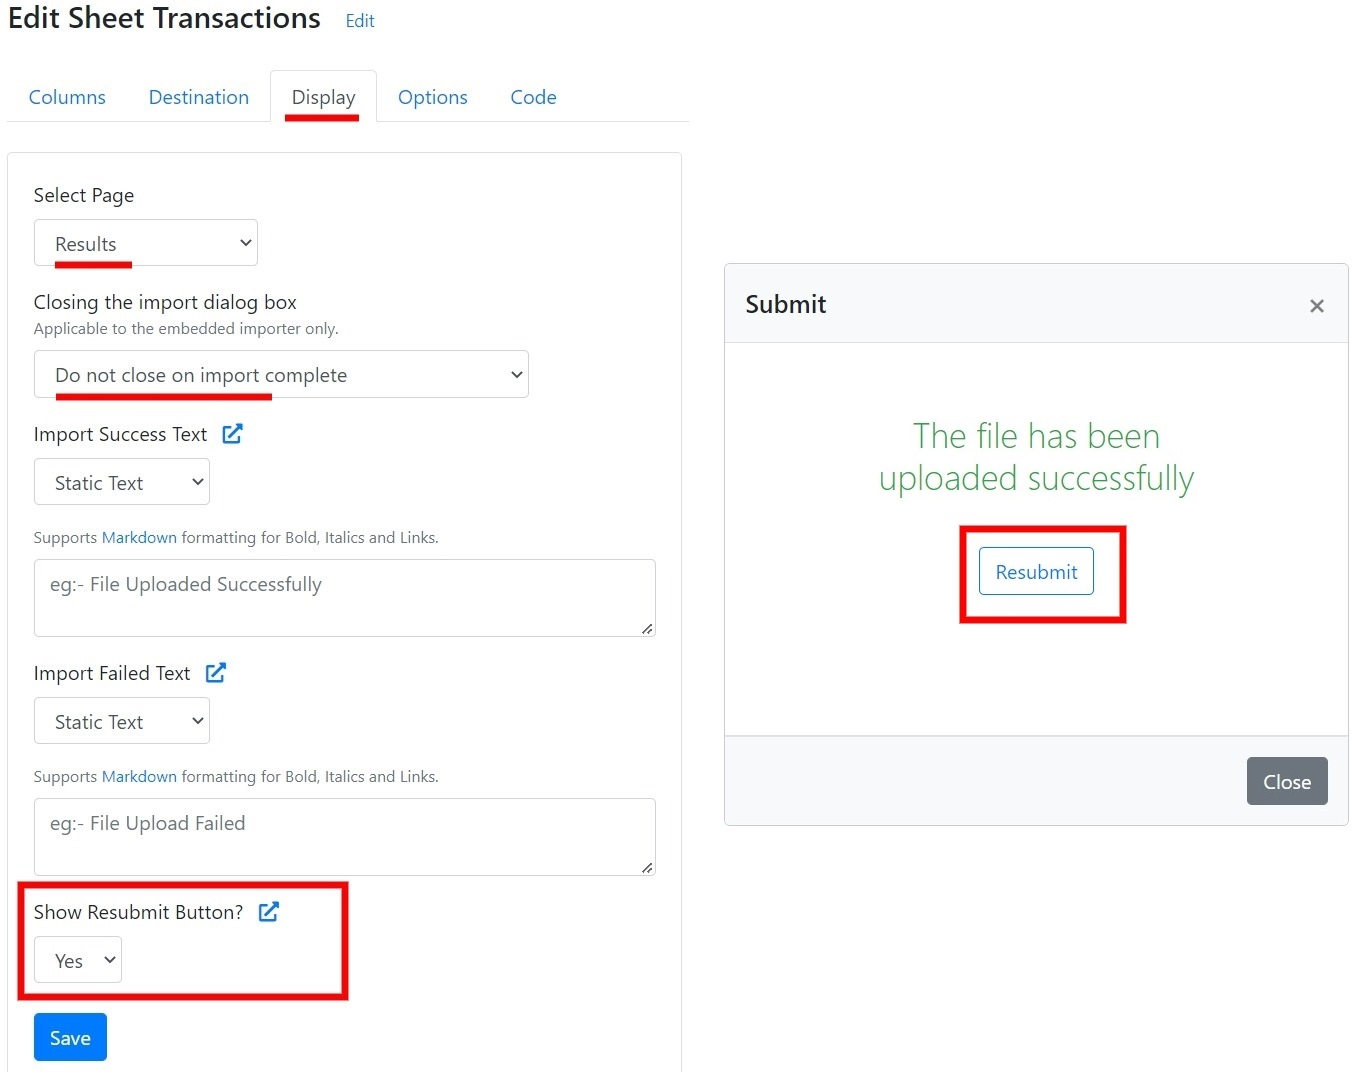 Edit Sheet Transactions Edit
Columns Destination Display Options Code
Select Page
Results
Closing the import dialog box
Applicable to the embedded importer only.
Do not close on import complete
Import Success Text
Static Text
Supports Markdown formatting for Bold, Italics and Links.
eg:- File Uploaded Successfully
Import Failed Text
Static Text
Supports Markdown formatting for Bold, Italics and Links.
eg:- File Upload Failed
Show Resubmit Button?
Yes
Save
Submit ×
The file has been
uploaded successfully
Resubmit
Close